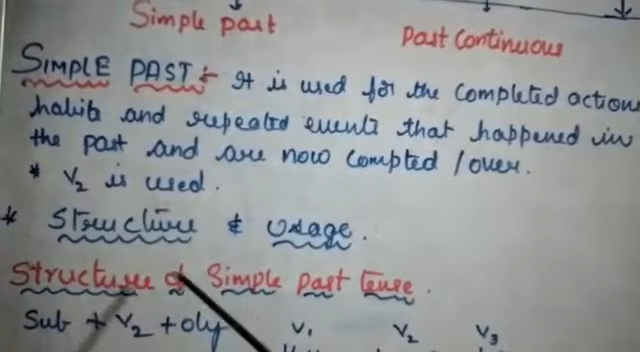 Simple past
Past Continuous
SIMPLE PAST :- It is used for the completed action
habits and repeated events that happened in
the past and are now compted / over.
* V2 is used.
* Structure & Usage.
Structure of Simple past tense.
Sub + V2 + obj
V1 V2 V3